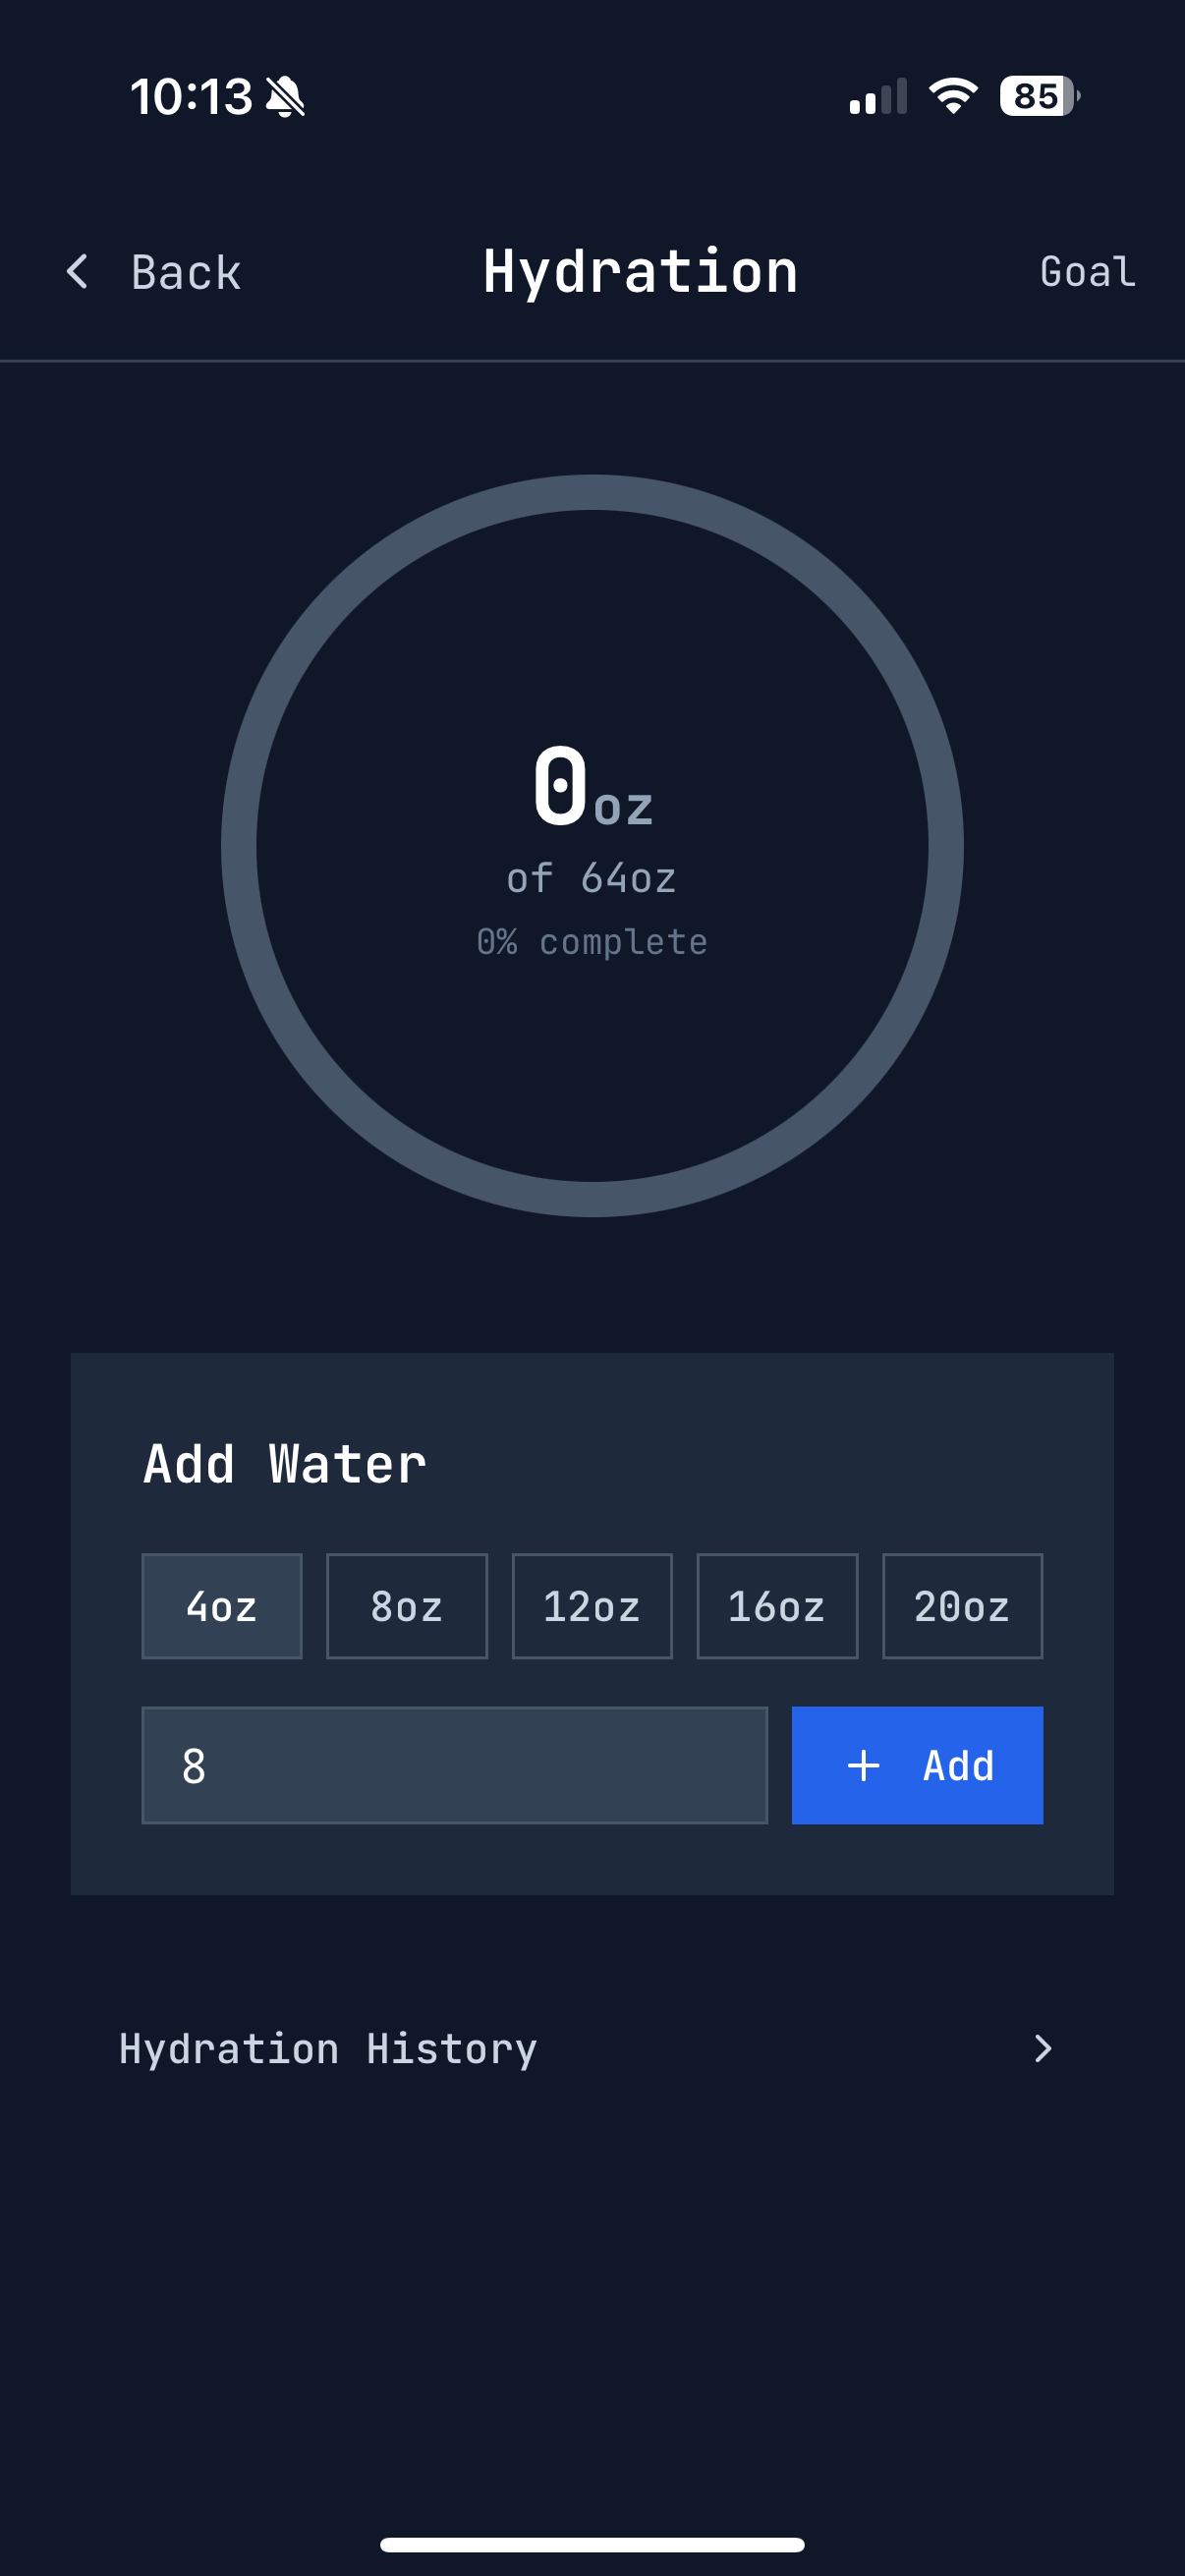 10:13
85
Back
Hydration
Goal
0oz
of 64oz
0% complete
Add Water
4oz 8oz 12oz 16oz 20oz
8
+ Add
Hydration History